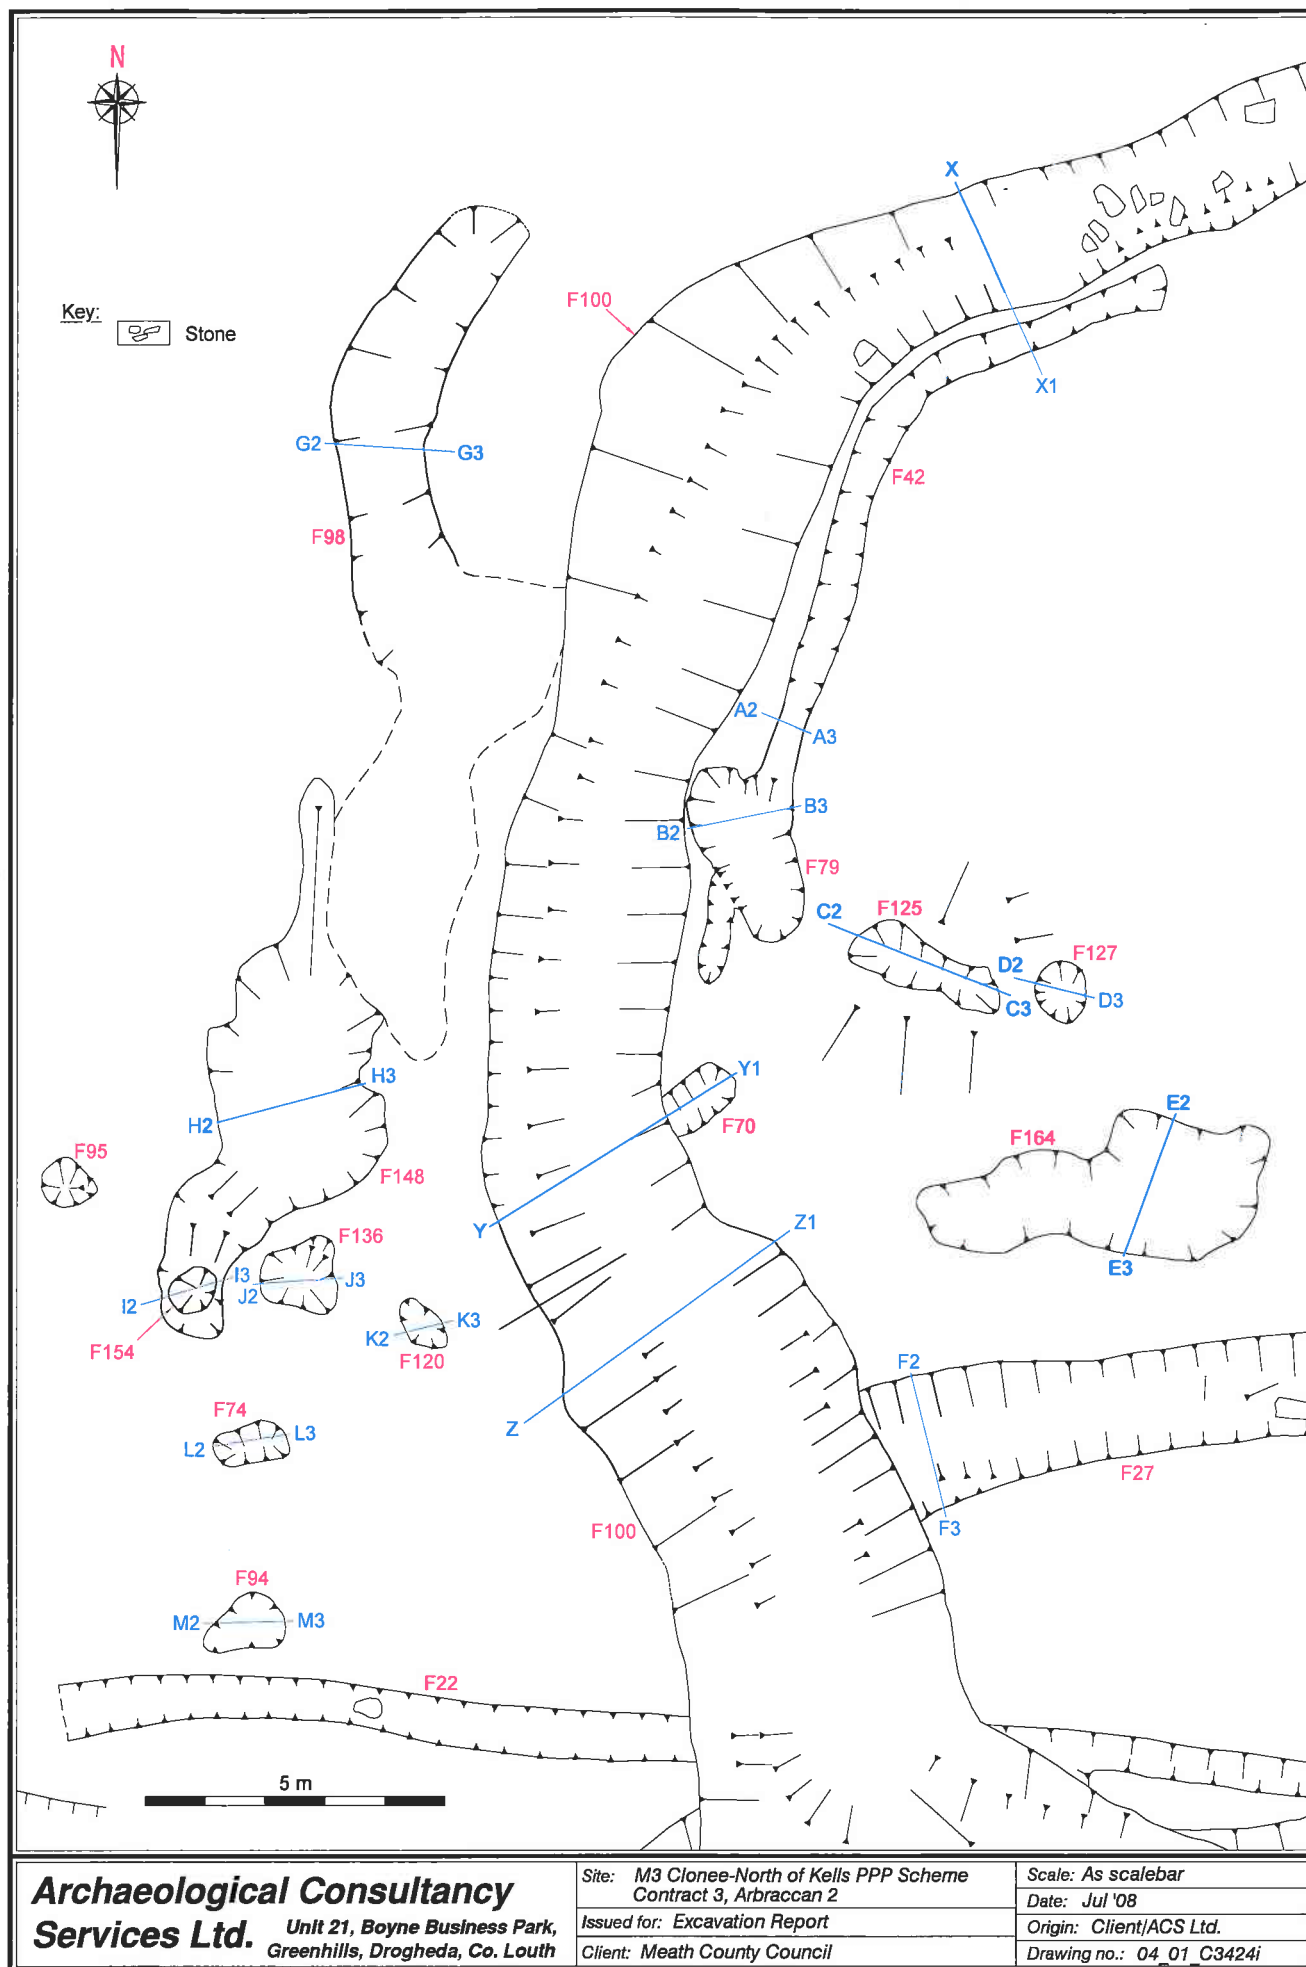 N
X
Key:
Stone
F100
X1
G2
G3
F42
F98
A2
A3
B3
B2
F79
C2
F125
F127
D2
D3
C3
Y1
H3
E2
H2
F70
F164
F95
F148
Y
Z1
F136
E3
I3
J3
I2
J2
K3
K2
F154
F120
F2
F74
L3
L2
Z
F27
F3
F100
F94
M2
M3
F22
5 m
Archaeological Consultancy
Services Ltd. Unit 21, Boyne Business Park,
Greenhills, Drogheda, Co. Louth
Site: M3 Clonee-North of Kells PPP Scheme
Contract 3, Arbraccan 2
Issued for: Excavation Report
Client: Meath County Council
Scale: As scalebar
Date: Jul '08
Origin: Client/ACS Ltd.
Drawing no.: 04_01_C3424i